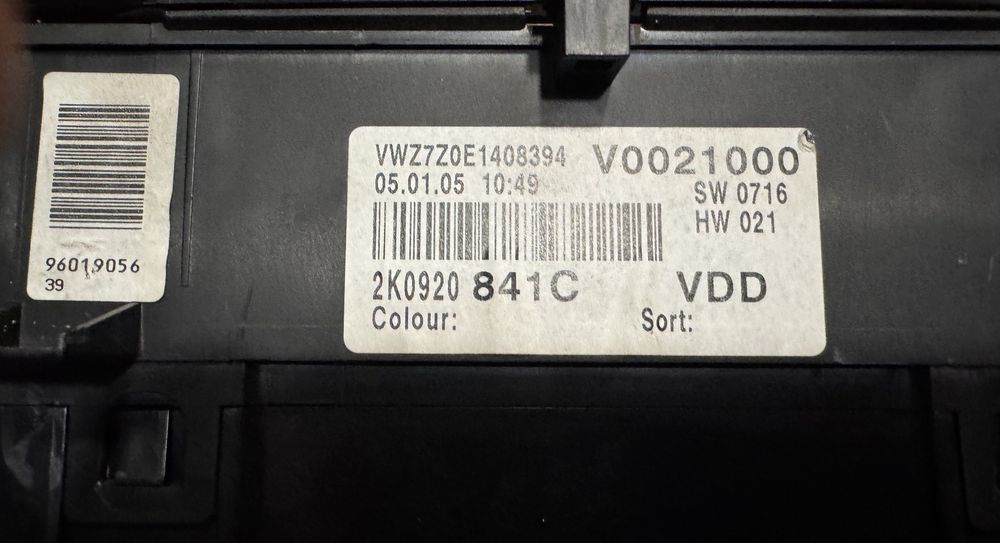 96019056
39
VWZ7Z0E1408394 V0021000
05.01.05 10:49 SW 0716
HW 021
2K0920 841C VDD
Colour: Sort: